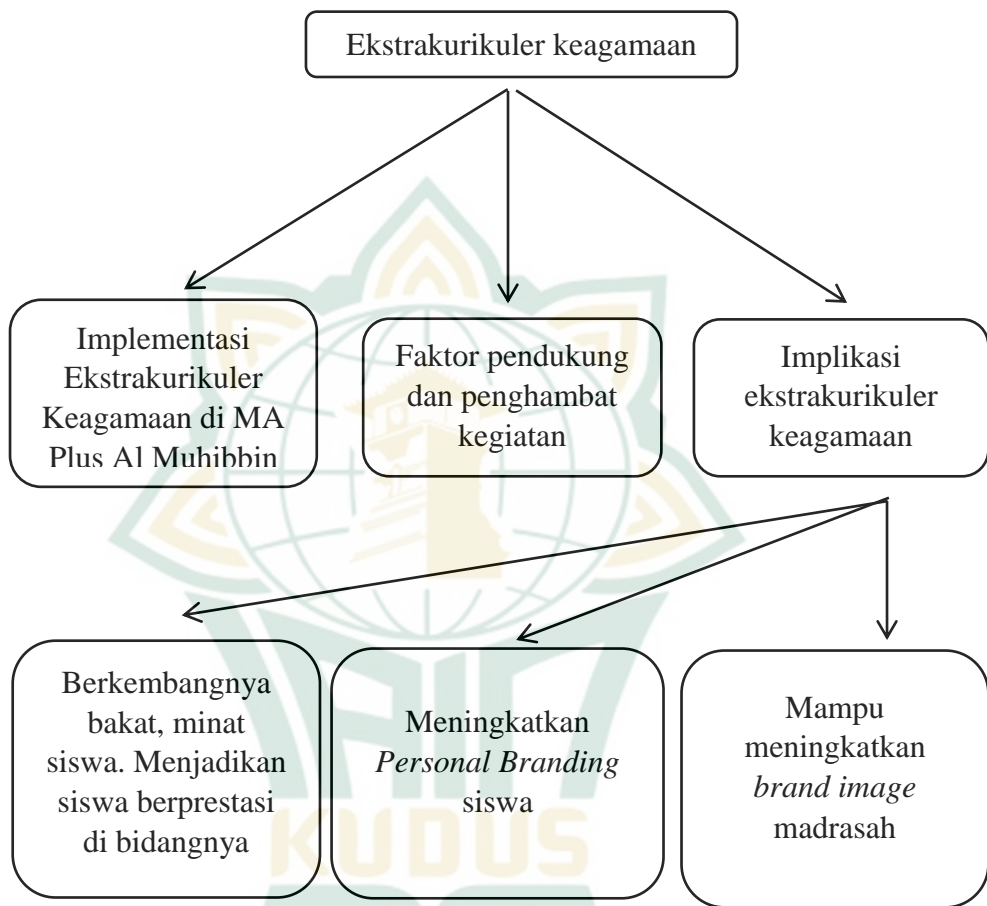 Ekstrakurikuler keagamaan
Implementasi
Ekstrakurikuler
Keagamaan di MA
Plus Al Muhibbin
Faktor pendukung
dan penghambat
kegiatan
Implikasi
ekstrakurikuler
keagamaan
Berkembangnya
bakat, minat
siswa. Menjadikan
siswa berprestasi
di bidangnya
Meningkatkan
Personal Branding
siswa
Mampu
meningkatkan
brand image
madrasah
KUDUS